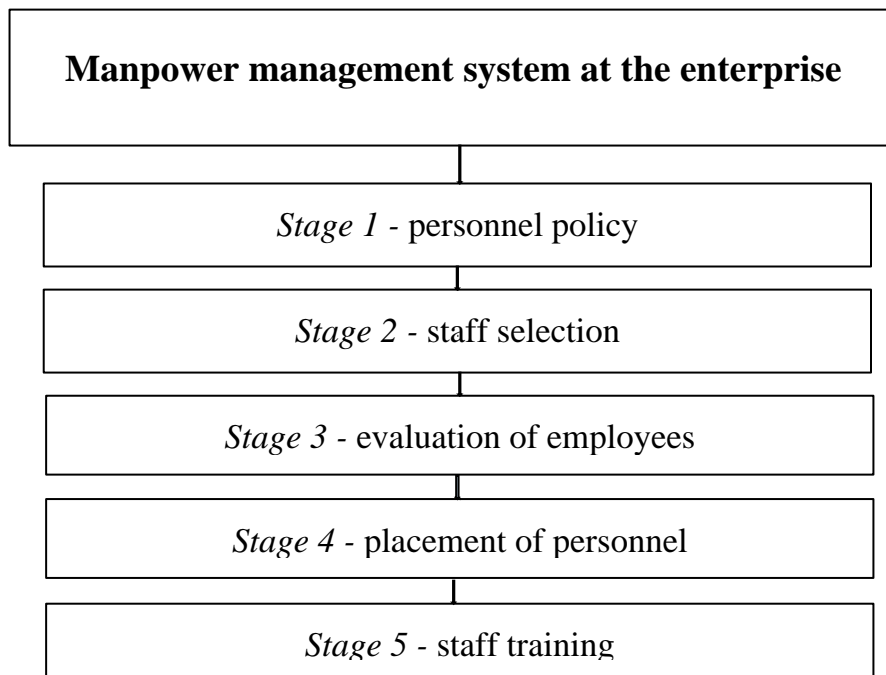 Manpower management system at the enterprise
Stage 1 - personnel policy
Stage 2 - staff selection
Stage 3 - evaluation of employees
Stage 4 - placement of personnel
Stage 5 - staff training